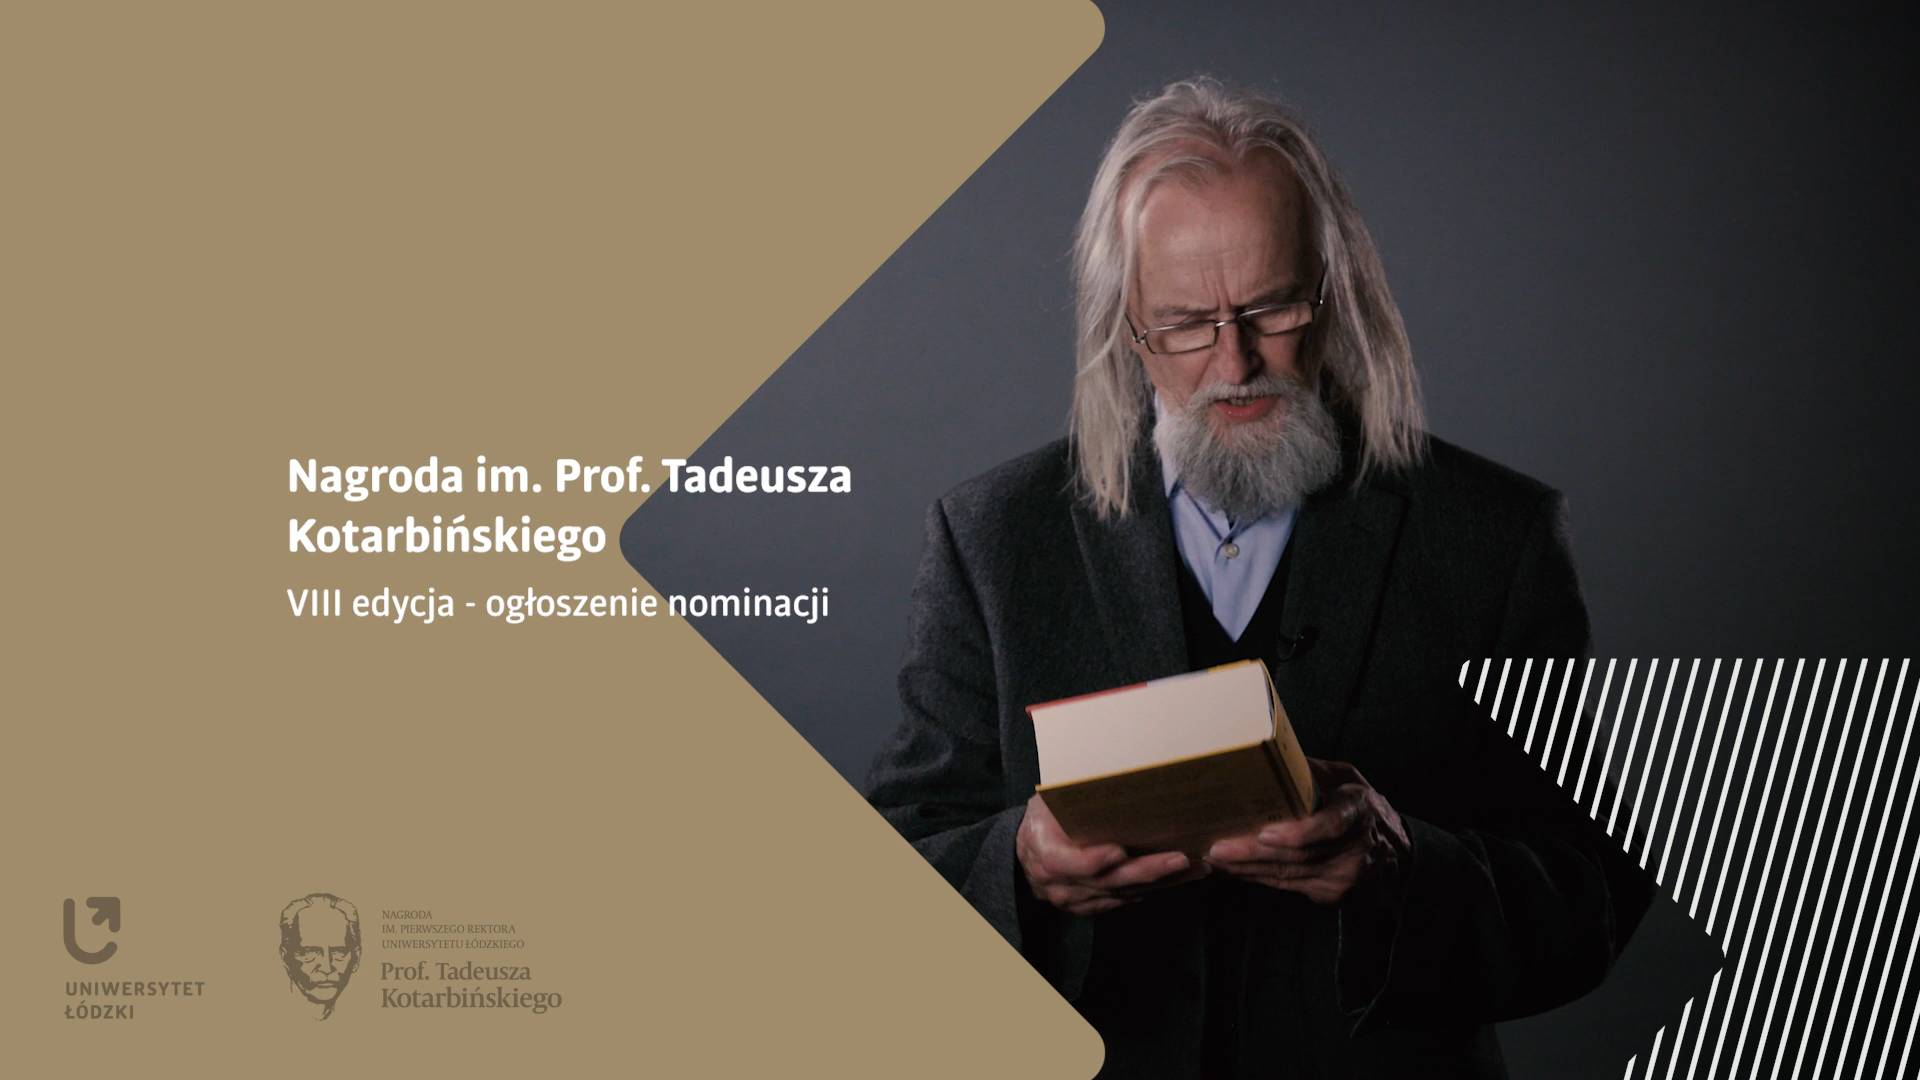 Nagroda im. Prof. Tadeusza
Kotarbińskiego
VIII edycja - ogłoszenie nominacji
UNIWERSYTET
ŁÓDZKI
NAGRODA
IM. PIERWSZEGO REKTORA
UNIWERSYTETU ŁÓDZKIEGO
Prof. Tadeusza
Kotarbińskiego